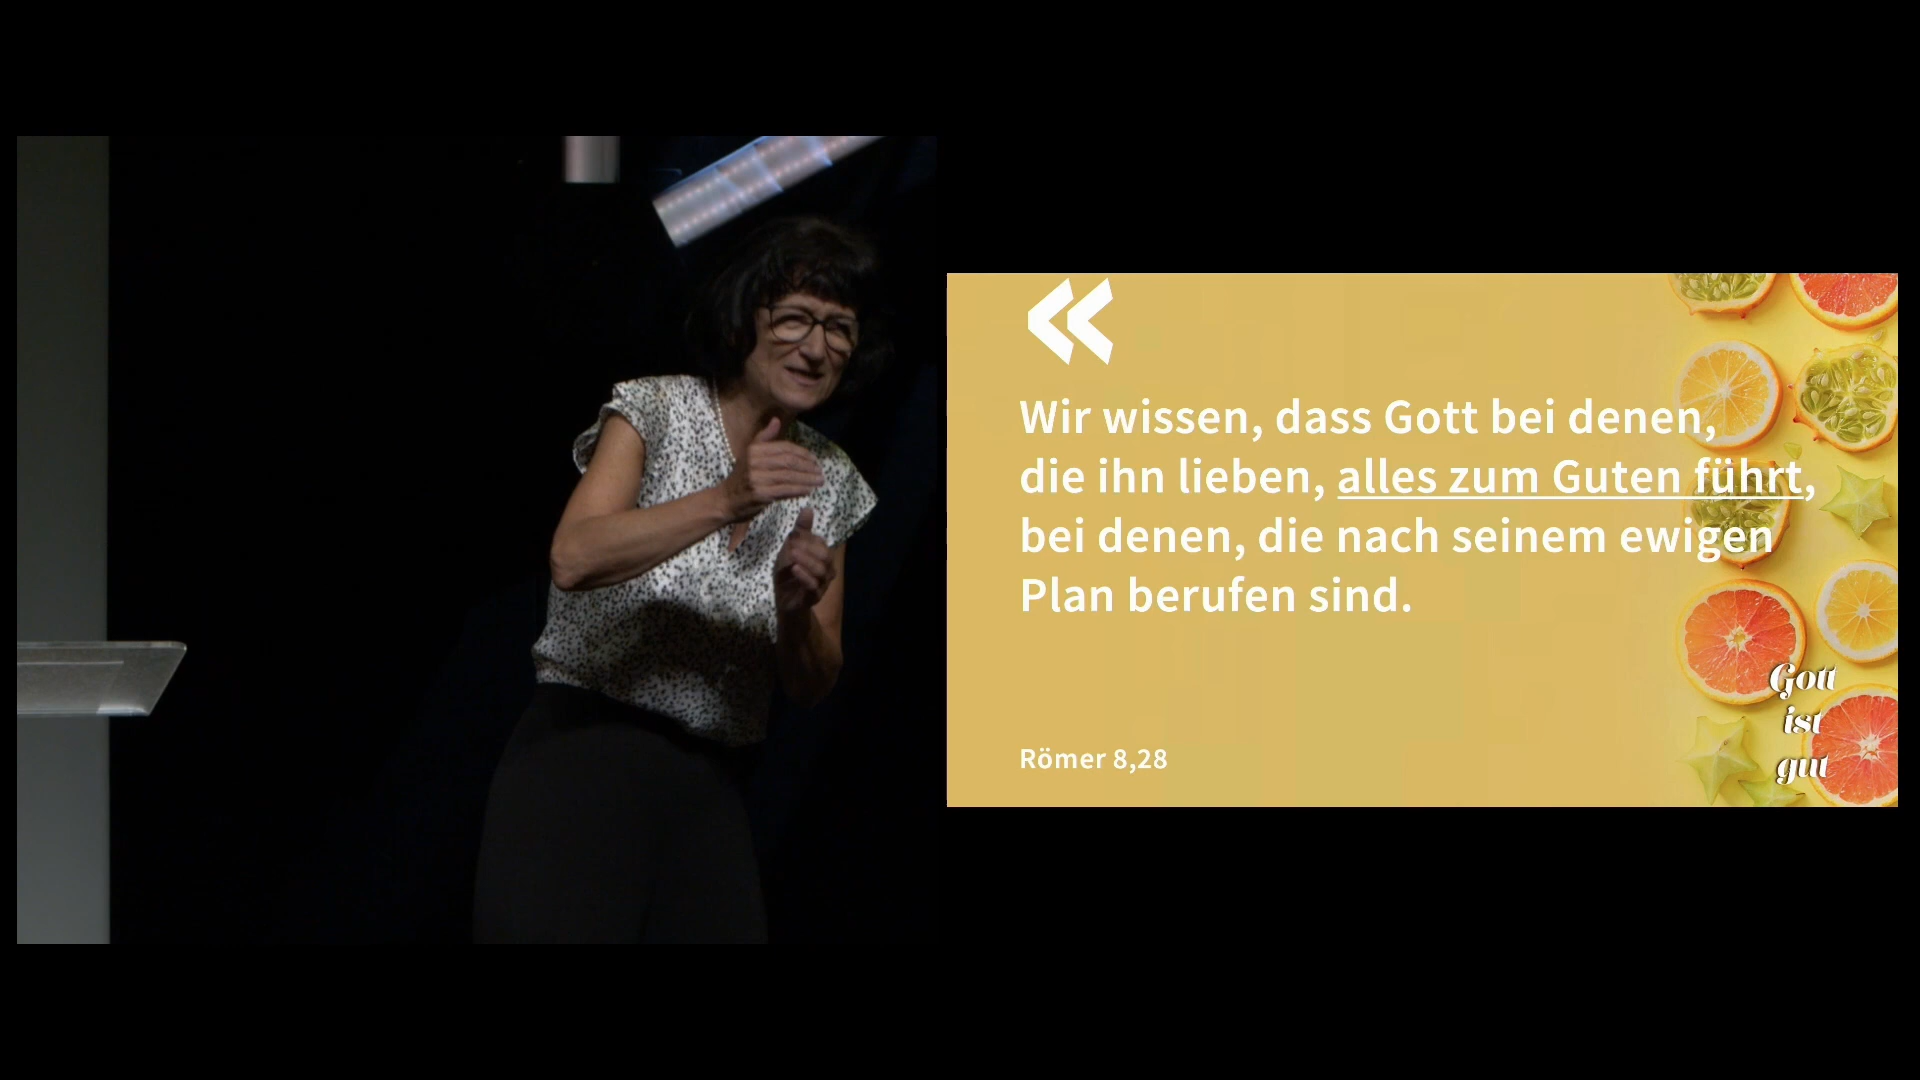 «
Wir wissen, dass Gott bei denen,
die ihn lieben, alles zum Guten führt,
bei denen, die nach seinem ewigen
Plan berufen sind.
Römer 8,28
Gott
ist
gut